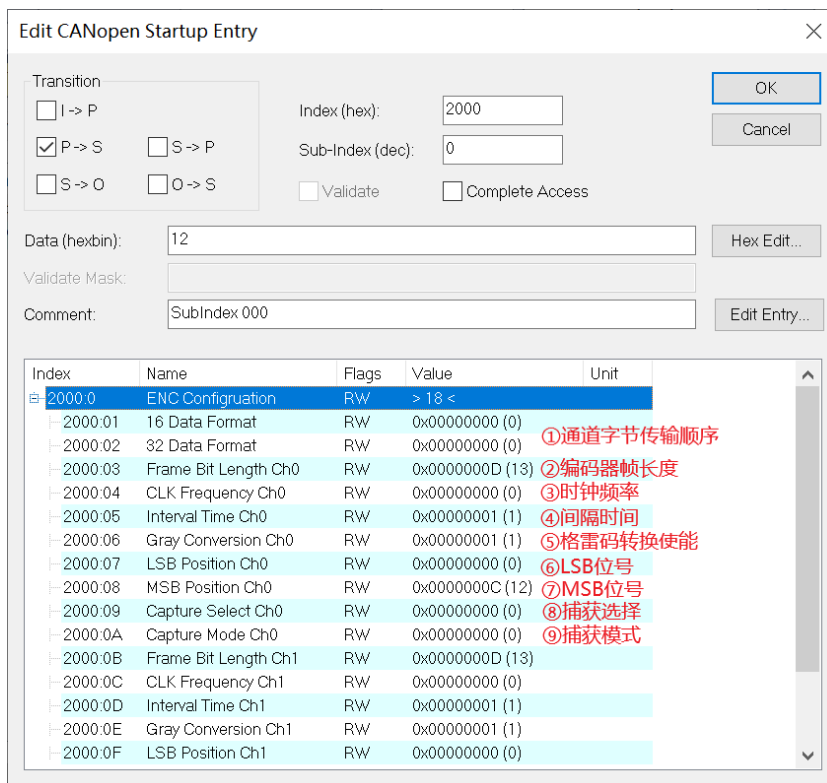 Edit CANopen Startup Entry
Transition
I -> P
P -> S
S -> P
S -> O
O -> S
Index (hex):
2000
Sub-Index (dec):
0
Validate
Complete Access
OK
Cancel
Data (hexbin):
12
Hex Edit...
Validate Mask:
Comment:
SubIndex 000
Edit Entry...
Index Name Flags Value Unit
2000:0 ENC Configruation RW > 18 <
2000:01 16 Data Format RW 0x00000000 (0)
①通道字节传输顺序
2000:02 32 Data Format RW 0x00000000 (0)
2000:03 Frame Bit Length Ch0 RW 0x0000000D (13) ②编码器帧长度
2000:04 CLK Frequency Ch0 RW 0x00000000 (0) ③时钟频率
2000:05 Interval Time Ch0 RW 0x00000001 (1) ④间隔时间
2000:06 Gray Conversion Ch0 RW 0x00000001 (1) ⑤格雷码转换使能
2000:07 LSB Position Ch0 RW 0x00000000 (0) ⑥LSB位号
2000:08 MSB Position Ch0 RW 0x0000000C (12) ⑦MSB位号
2000:09 Capture Select Ch0 RW 0x00000000 (0) ⑧捕获选择
2000:0A Capture Mode Ch0 RW 0x00000000 (0) ⑨捕获模式
2000:0B Frame Bit Length Ch1 RW 0x0000000D (13)
2000:0C CLK Frequency Ch1 RW 0x00000000 (0)
2000:0D Interval Time Ch1 RW 0x00000001 (1)
2000:0E Gray Conversion Ch1 RW 0x00000001 (1)
2000:0F LSB Position Ch1 RW 0x00000000 (0)